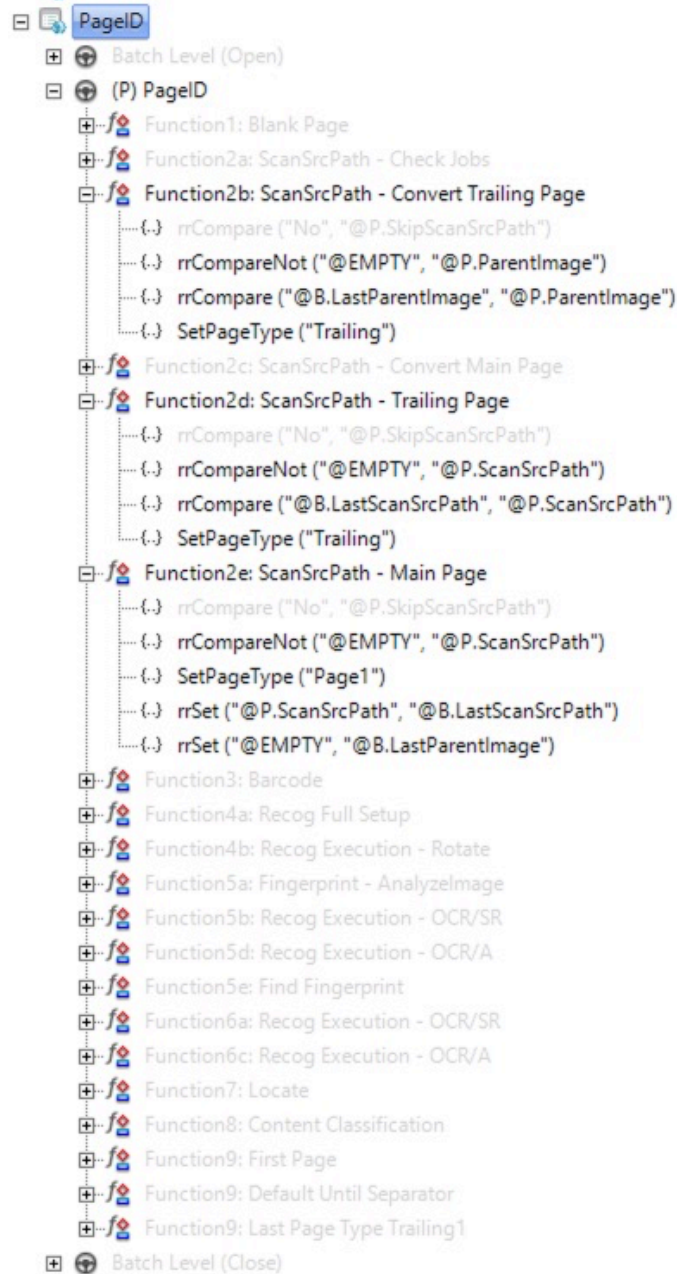 PageID
Batch Level (Open)
(P) PageID
Function1: Blank Page
Function2a: ScanSrcPath - Check Jobs
Function2b: ScanSrcPath - Convert Trailing Page
rrCompare ("No", "@P.SkipScanSrcPath")
rrCompareNot ("@EMPTY", "@P.ParentImage")
rrCompare ("@B.LastParentImage", "@P.ParentImage")
SetPageType ("Trailing")
Function2c: ScanSrcPath - Convert Main Page
Function2d: ScanSrcPath - Trailing Page
rrCompare ("No", "@P.SkipScanSrcPath")
rrCompareNot ("@EMPTY", "@P.ScanSrcPath")
rrCompare ("@B.LastScanSrcPath", "@P.ScanSrcPath")
SetPageType ("Trailing")
Function2e: ScanSrcPath - Main Page
rrCompare ("No", "@P.SkipScanSrcPath")
rrCompareNot ("@EMPTY", "@P.ScanSrcPath")
SetPageType ("Page1")
rrSet ("@P.ScanSrcPath", "@B.LastScanSrcPath")
rrSet ("@EMPTY", "@B.LastParentImage")
Function3: Barcode
Function4a: Recog Full Setup
Function4b: Recog Execution - Rotate
Function5a: Fingerprint - AnalyzeImage
Function5b: Recog Execution - OCR/SR
Function5d: Recog Execution - OCR/A
Function5e: Find Fingerprint
Function6a: Recog Execution - OCR/SR
Function6c: Recog Execution - OCR/A
Function7: Locate
Function8: Content Classification
Function9: First Page
Function9: Default Until Separator
Function9: Last Page Type Trailing1
Batch Level (Close)